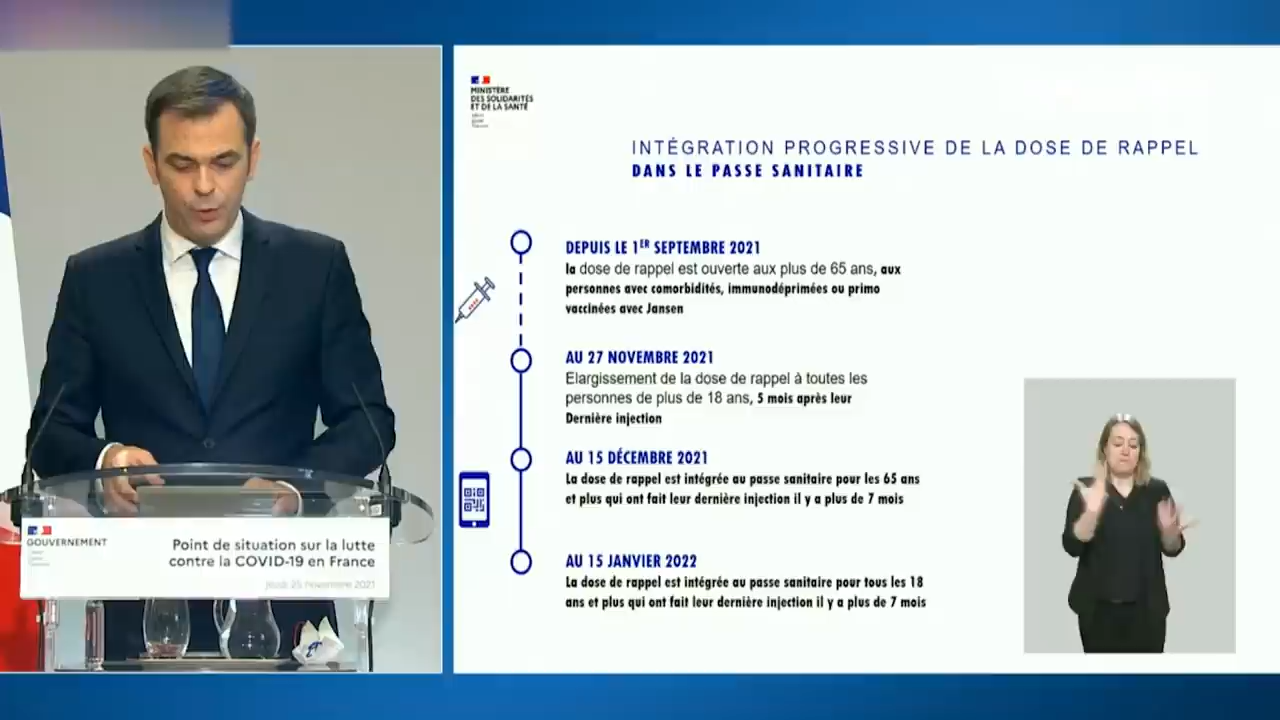 MINISTÈRE
DES SOLIDARITÉS
ET DE LA SANTÉ
INTÉGRATION PROGRESSIVE DE LA DOSE DE RAPPEL
DANS LE PASSE SANITAIRE
DEPUIS LE 1ER SEPTEMBRE 2021
la dose de rappel est ouverte aux plus de 65 ans, aux
personnes avec comorbidités, immunodéprimées ou primo
vaccinées avec Jansen
AU 27 NOVEMBRE 2021
Elargissement de la dose de rappel à toutes les
personnes de plus de 18 ans, 5 mois après leur
Dernière injection
AU 15 DÉCEMBRE 2021
La dose de rappel est intégrée au passe sanitaire pour les 65 ans
et plus qui ont fait leur dernière injection il y a plus de 7 mois
AU 15 JANVIER 2022
La dose de rappel est intégrée au passe sanitaire pour tous les 18
ans et plus qui ont fait leur dernière injection il y a plus de 7 mois
GOUVERNEMENT
Point de situation sur la lutte
contre la COVID-19 en France
jeudi 25 novembre 2021